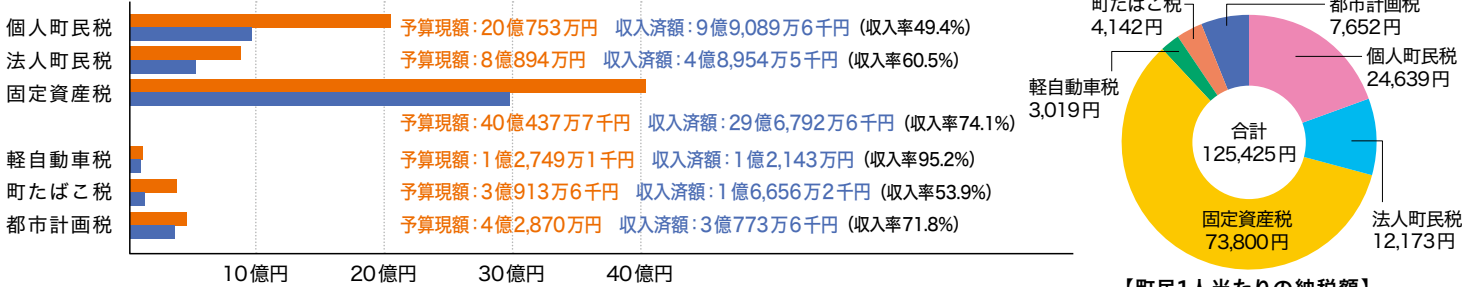 個人町民税
予算現額:20億753万円 収入済額:9億9,089万6千円 (収入率49.4%)
法人町民税
予算現額:8億894万円 収入済額:4億8,954万5千円 (収入率60.5%)
固定資産税
予算現額:40億437万7千円 収入済額:29億6,792万6千円 (収入率74.1%)
軽自動車税
予算現額:1億2,749万1千円 収入済額:1億2,143万円 (収入率95.2%)
町たばこ税
予算現額:3億913万6千円 収入済額:1億6,656万2千円 (収入率53.9%)
都市計画税
予算現額:4億2,870万円 収入済額:3億773万6千円 (収入率71.8%)
10億円 20億円 30億円 40億円
町たばこ税
4,142円
都市計画税
7,652円
個人町民税
24,639円
軽自動車税
3,019円
合計
125,425円
固定資産税
73,800円
法人町民税
12,173円
【町民1人当たりの納税額】